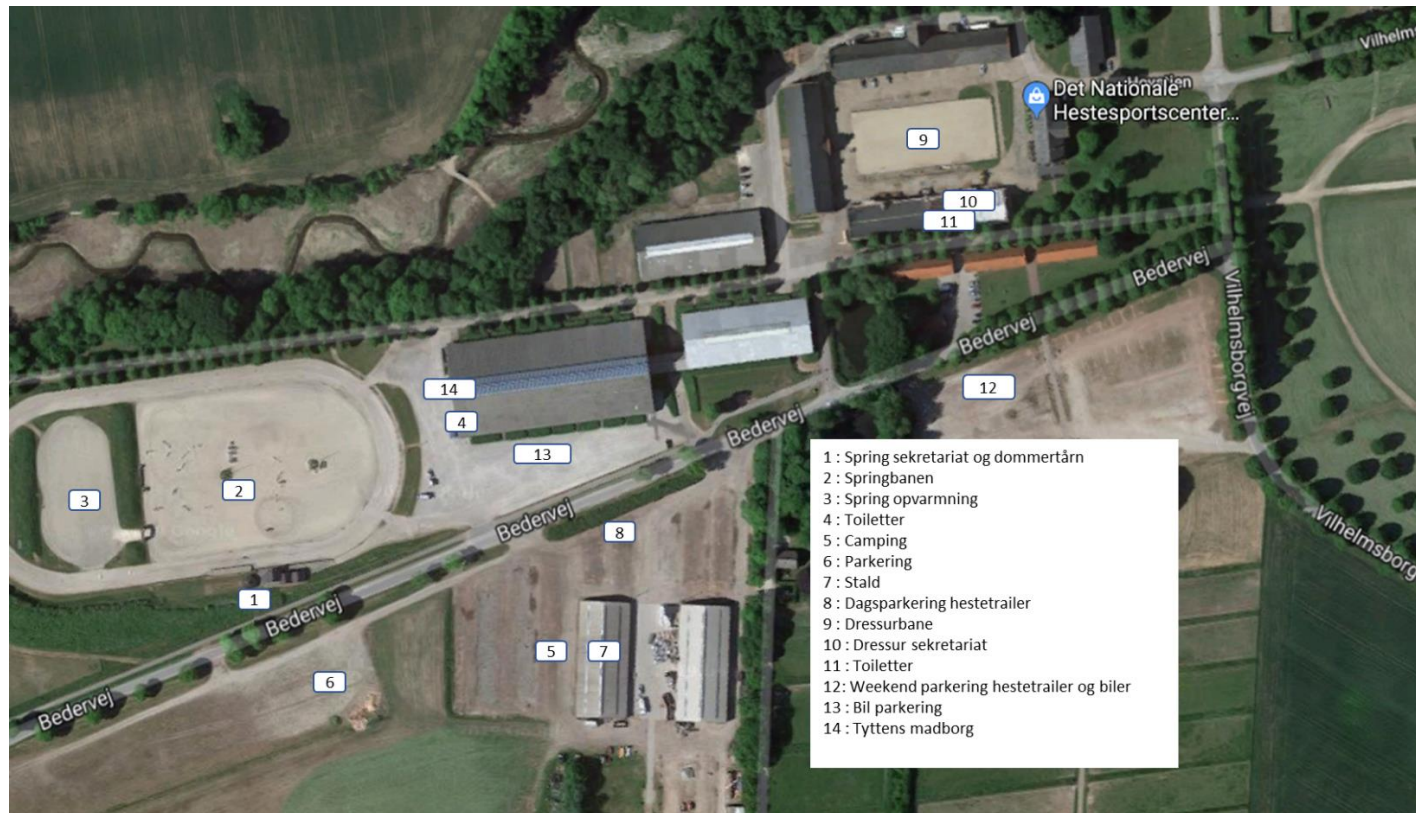 Vilhelms
Hovstien
Det Nationale
Hestesportscenter...
9
10
11
Bedervej
Vilhelmsborgvej
Bedervej
12
14
4
Bedervej
13
2
3
8
Bedervej
Vilhelmsborg
1
Bedervej
5
7
6
Bedervej
1 : Spring sekretariat og dommertårn
2 : Springbanen
3 : Spring opvarmning
4 : Toiletter
5 : Camping
6 : Parkering
7 : Stald
8 : Dagsparkering hestetrailer
9 : Dressurbane
10 : Dressur sekretariat
11 : Toiletter
12: Weekend parkering hestetrailer og biler
13 : Bil parkering
14 : Tyttens madborg